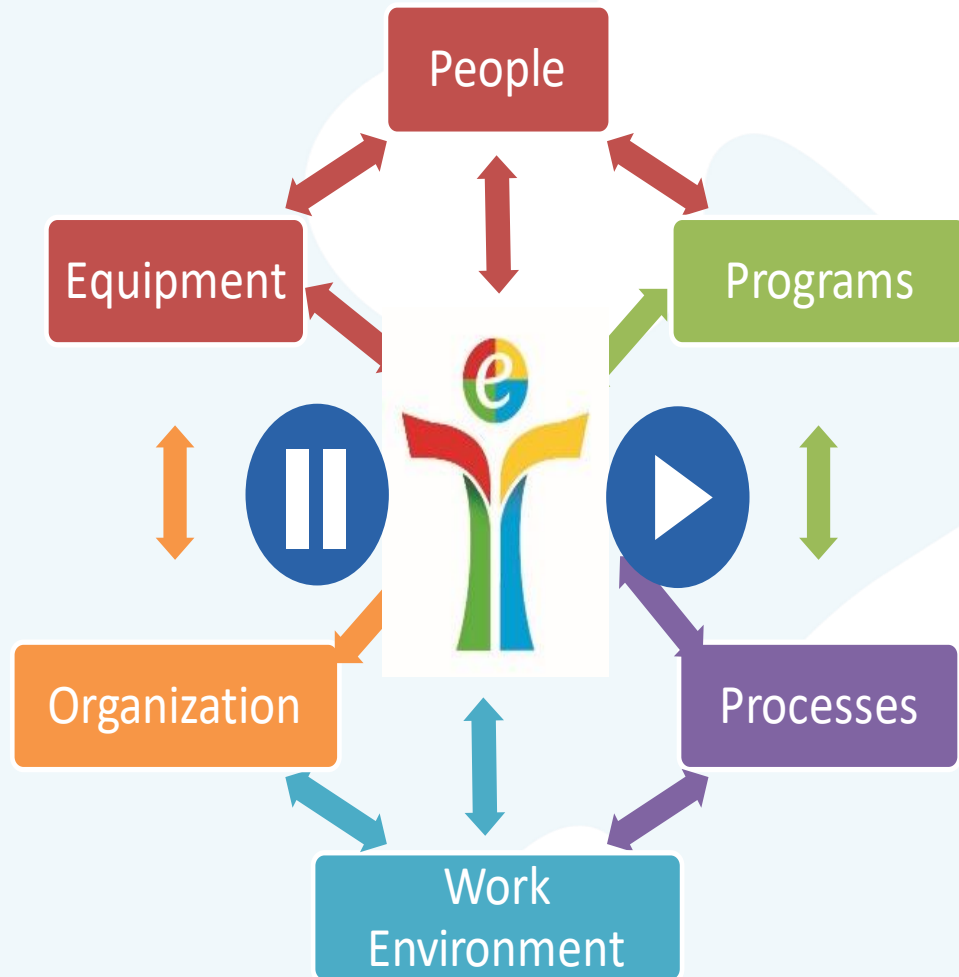 People
Equipment
Programs
e
Organization
Processes
Work
Environment